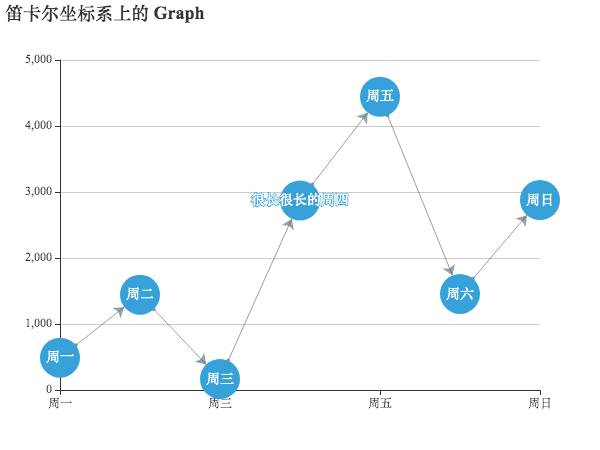 笛卡尔坐标系上的 Graph
5,000
周五
4,000
3,000
很长很长的周四
周日
2,000
周二
周六
1,000
周一
周三
0
周一
周三
周五
周日